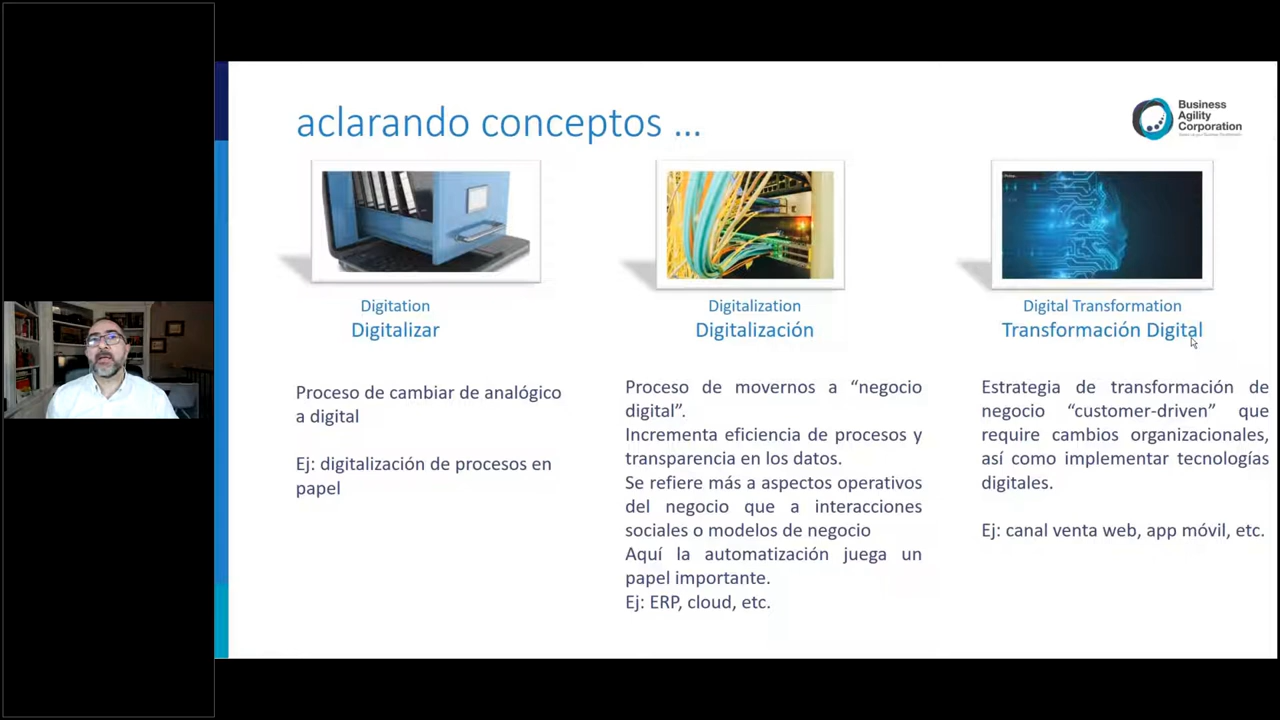 aclarando conceptos ...
Business
Agility
Corporation
Digitation
Digitalizar
Proceso de cambiar de analógico
a digital
Ej: digitalización de procesos en
papel
Digitalization
Digitalización
Proceso de movernos a “negocio
digital”.
Incrementa eficiencia de procesos y
transparencia en los datos.
Se refiere más a aspectos operativos
del negocio que a interacciones
sociales o modelos de negocio
Aquí la automatización juega un
papel importante.
Ej: ERP, cloud, etc.
Digital Transformation
Transformación Digital
Estrategia de transformación de
negocio “customer-driven” que
require cambios organizacionales,
así como implementar tecnologías
digitales.
Ej: canal venta web, app móvil, etc.